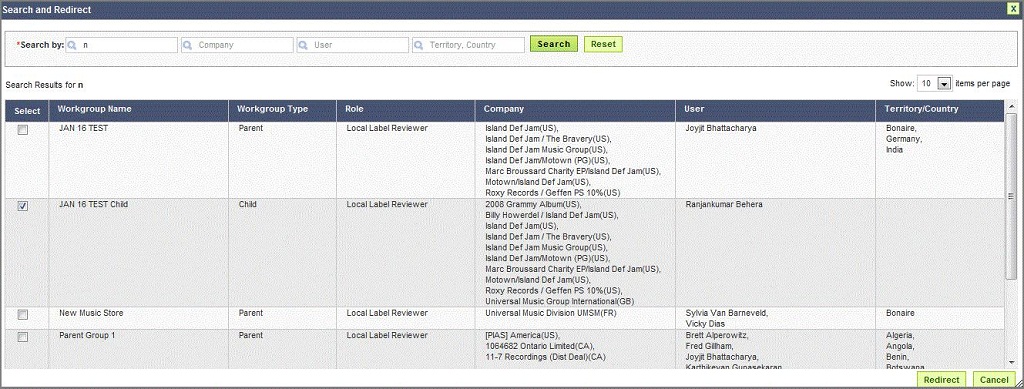 Search and Redirect X
*Search by: n Company User Territory, Country Search Reset
Search Results for n Show: 10 items per page
Select Workgroup Name Workgroup Type Role Company User Territory/Country
JAN 16 TEST Parent Local Label Reviewer Island Def Jam(US), Joyjit Bhattacharya Bonaire,
Island Def Jam / The Bravery(US), Germany,
Island Def Jam Music Group(US), India
Island Def Jam/Motown (PG)(US),
Marc Broussard Charity EP/Island Def Jam(US),
Motown/Island Def Jam(US),
Roxy Records / Geffen PS 10%(US)
JAN 16 TEST Child Child Local Label Reviewer 2008 Grammy Album(US), Ranjankumar Behera
Billy Howerdel / Island Def Jam(US),
Island Def Jam(US),
Island Def Jam / The Bravery(US),
Island Def Jam Music Group(US),
Island Def Jam/Motown (PG)(US),
Marc Broussard Charity EP/Island Def Jam(US),
Motown/Island Def Jam(US),
Roxy Records / Geffen PS 10%(US),
Universal Music Group International(GB)
New Music Store Parent Local Label Reviewer Universal Music Division UMSM(FR) Sylvia Van Barneveld, Bonaire
Vicky Dias
Parent Group 1 Parent Local Label Reviewer [PIAS] America(US), Brett Alperowitz, Algeria,
1064682 Ontario Limited(CA), Fred Gillham, Angola,
11-7 Recordings (Dist Deal)(CA) Joyjit Bhattacharya, Benin,
Karthikeyan Gunasekaran Botswana
Redirect Cancel